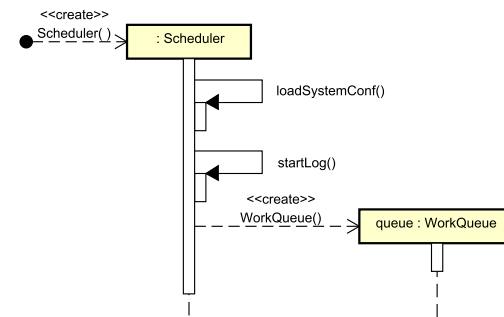 <<create>>
Scheduler( )
: Scheduler
loadSystemConf()
startLog()
<<create>>
WorkQueue()
queue : WorkQueue